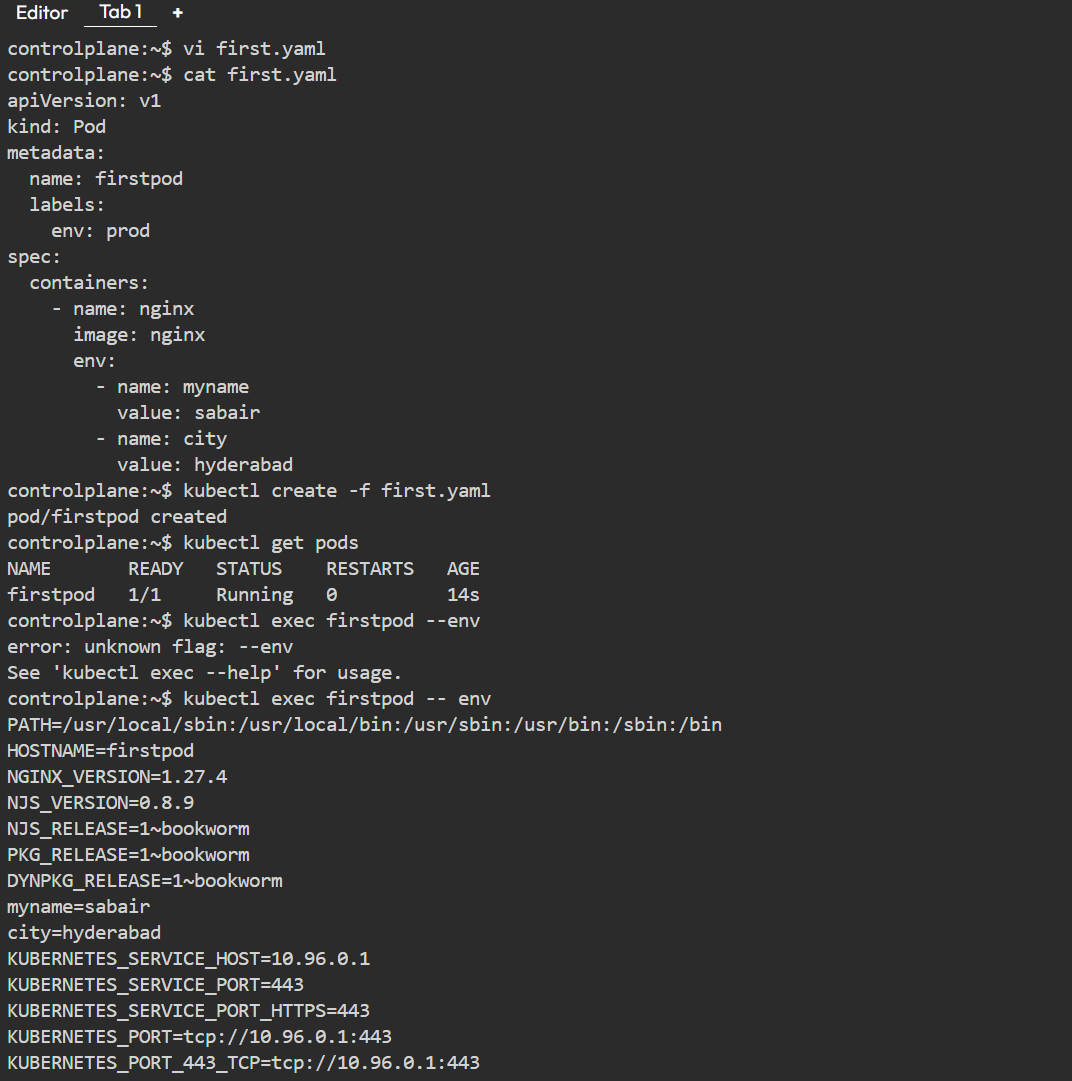 Editor Tab 1 +
controlplane:~$ vi first.yaml
controlplane:~$ cat first.yaml
apiVersion: v1
kind: Pod
metadata:
  name: firstpod
  labels:
    env: prod
spec:
  containers:
    - name: nginx
      image: nginx
      env:
        - name: myname
          value: sabair
        - name: city
          value: hyderabad
controlplane:~$ kubectl create -f first.yaml
pod/firstpod created
controlplane:~$ kubectl get pods
NAME       READY   STATUS    RESTARTS   AGE
firstpod   1/1     Running   0          14s
controlplane:~$ kubectl exec firstpod --env
error: unknown flag: --env
See 'kubectl exec --help' for usage.
controlplane:~$ kubectl exec firstpod -- env
PATH=/usr/local/sbin:/usr/local/bin:/usr/sbin:/usr/bin:/sbin:/bin
HOSTNAME=firstpod
NGINX_VERSION=1.27.4
NJS_VERSION=0.8.9
NJS_RELEASE=1~bookworm
PKG_RELEASE=1~bookworm
DYNPKG_RELEASE=1~bookworm
myname=sabair
city=hyderabad
KUBERNETES_SERVICE_HOST=10.96.0.1
KUBERNETES_SERVICE_PORT=443
KUBERNETES_SERVICE_PORT_HTTPS=443
KUBERNETES_PORT=tcp://10.96.0.1:443
KUBERNETES_PORT_443_TCP=tcp://10.96.0.1:443